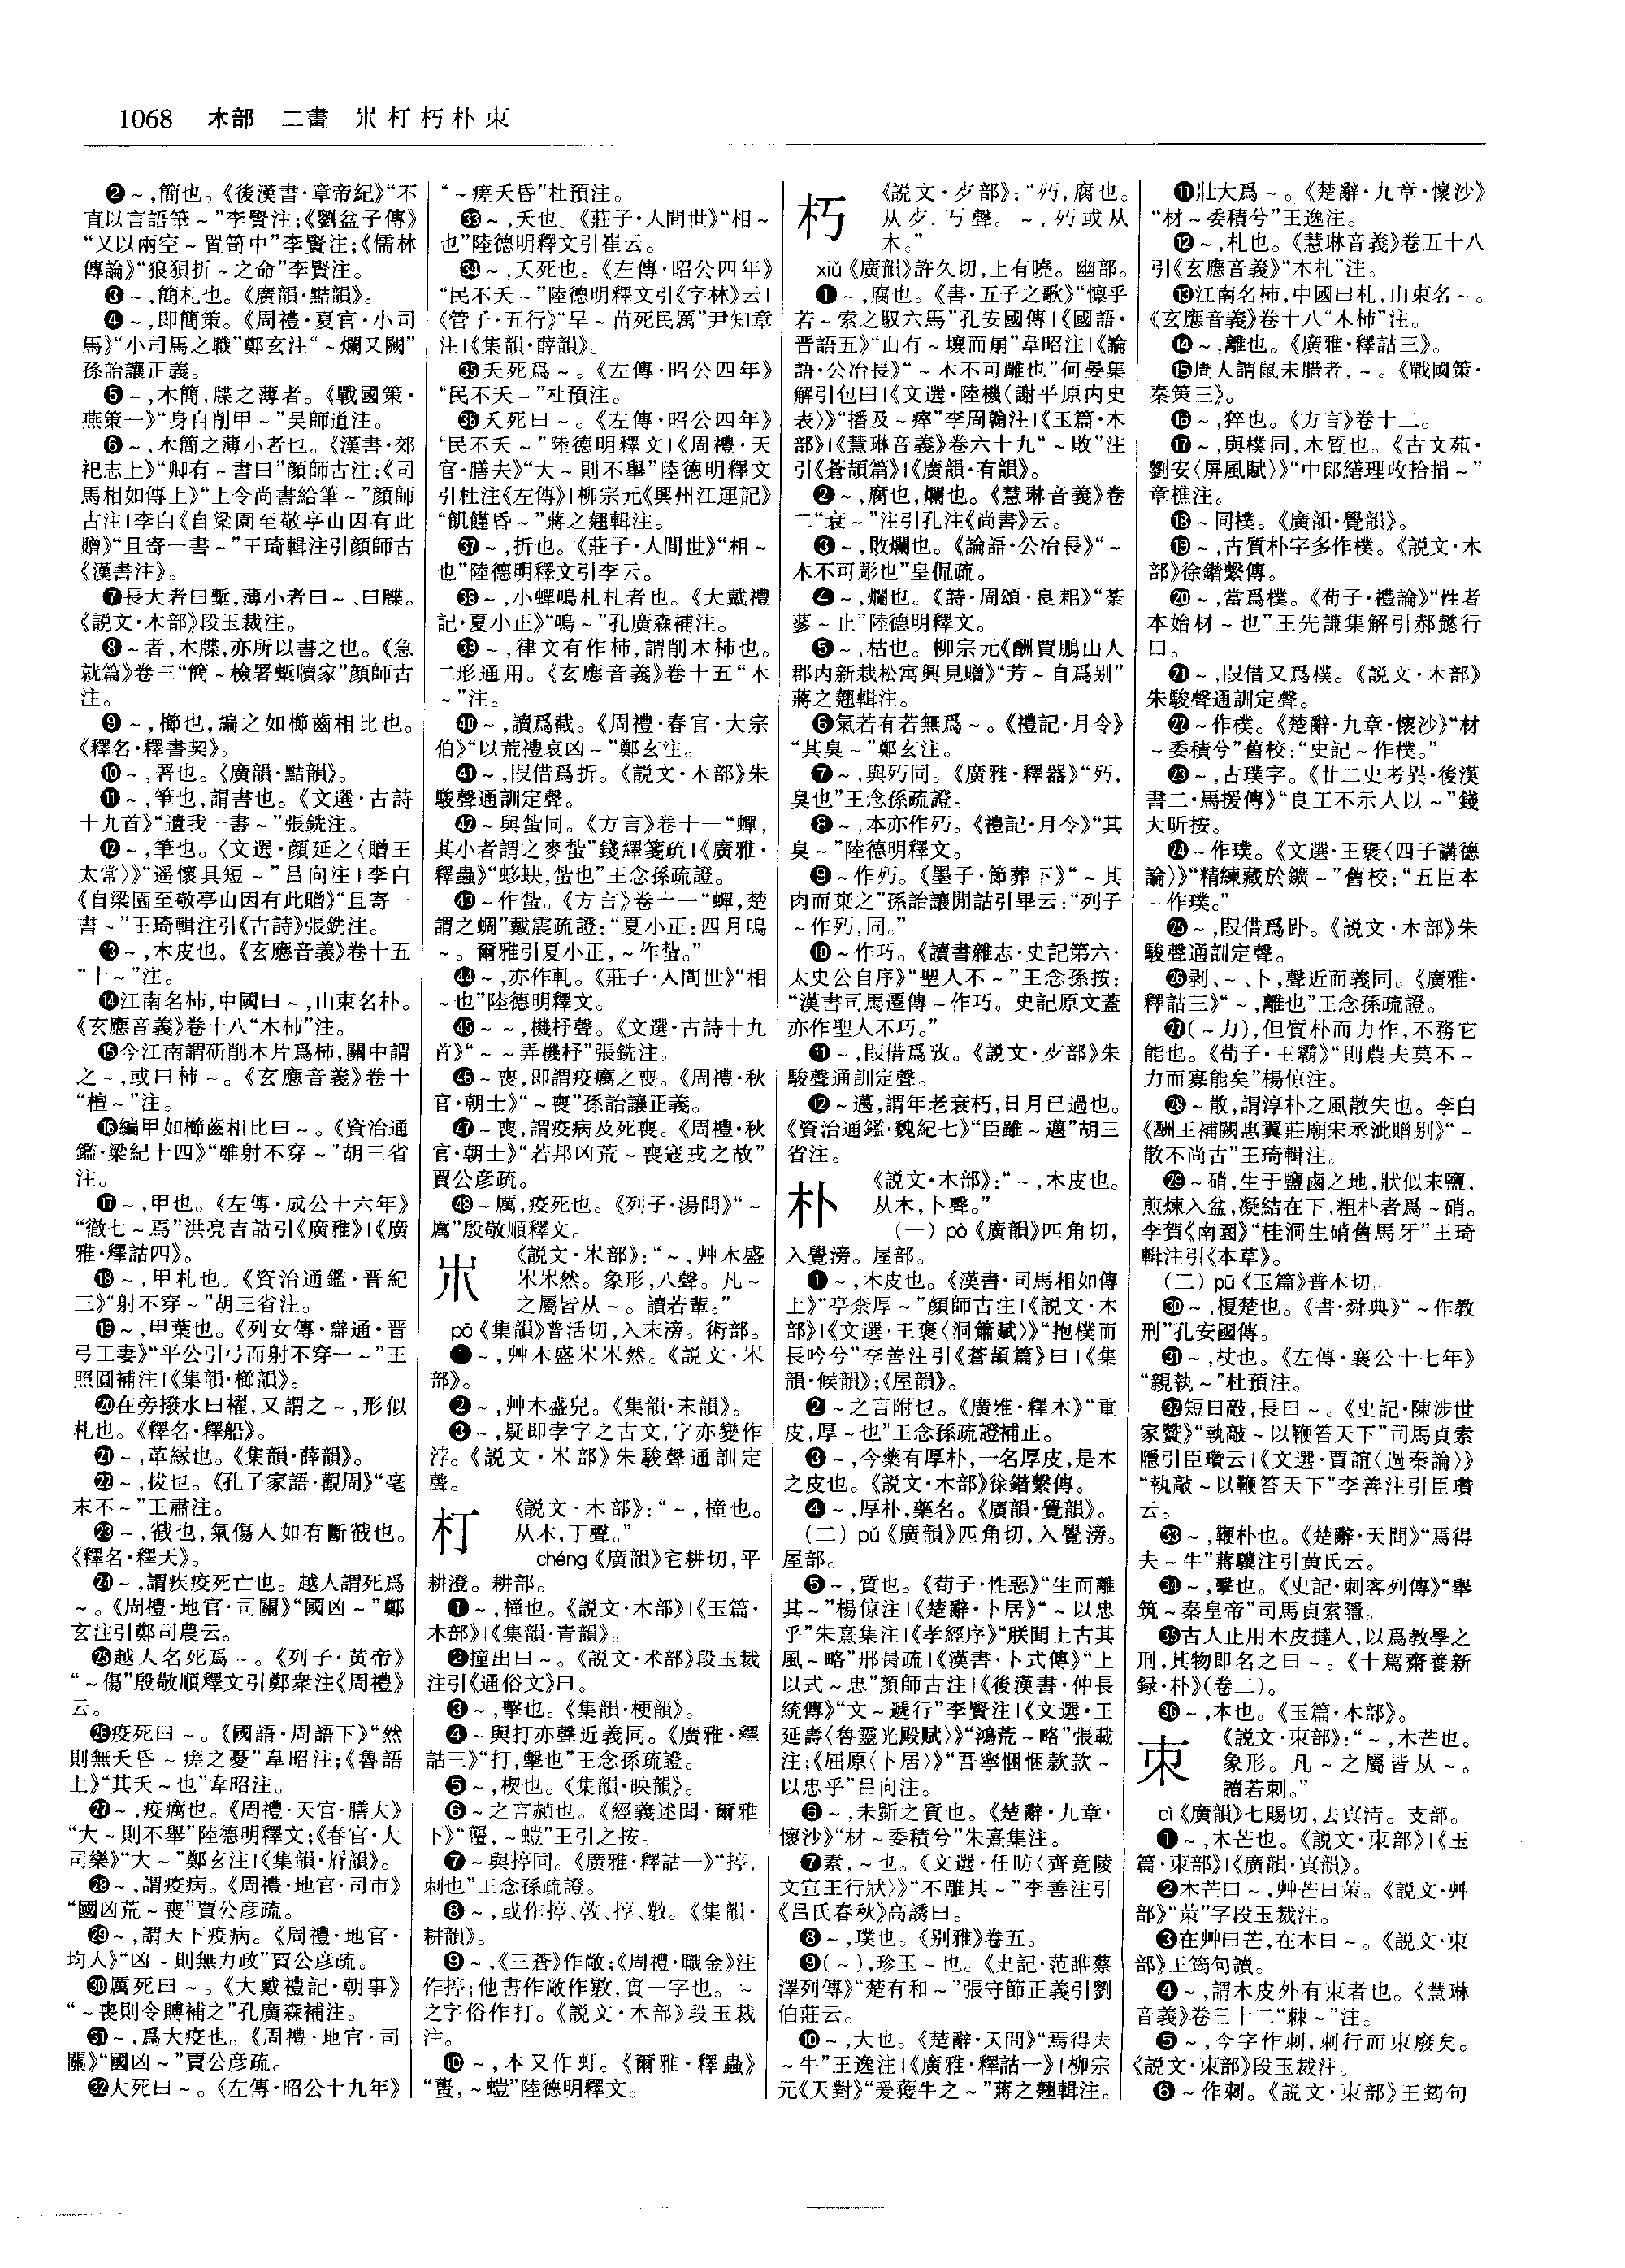 1068 木部 二畫 朩朾朽朴朿
❷～,簡也。《後漢書·章帝紀》“不
直以言語筆～”李賢注;《劉盆子傳》
“又以兩空～置笥中”李賢注;《儒林
傳論》“狼狽折～之命”李賢注。
❸～,簡札也。《廣韻·黠韻》。
❹～,即簡策。《周禮·夏官·小司
馬》“小司馬之職”鄭玄注“～爛又闕”
孫詒讓正義。
❺～,木簡,牒之薄者。《戰國策·
燕策一》“身自削甲～”吴師道注。
❻～,木簡之薄小者也。《漢書·郊
祀志上》“卿有～書曰”顔師古注;《司
馬相如傳上》“上令尚書給筆～”顔師
古注|李白《自梁園至敬亭山因有此
贈》“且寄一書～”王琦輯注引顔師古
《漢書注》。
❼長大者曰槧,薄小者曰～、曰牒。
《説文·木部》段玉裁注。
❽～者,木牒,亦所以書之也。《急
就篇》卷三“簡～檢署槧牘家”顔師古
注。
❾～,櫛也,編之如櫛齒相比也。
《釋名·釋書契》。
❿～,署也。《廣韻·黠韻》。
⓫～,筆也,謂書也。《文選·古詩
十九首》“遺我一書～”張銑注。
⓬～,筆也。《文選·顔延之〈贈王
太常〉》“遥懷具短～”吕向注|李白
《自梁園至敬亭山因有此贈》“且寄一
書～”王琦輯注引《古詩》張銑注。
⓭～,木皮也。《玄應音義》卷十五
“十～”注。
⓮江南名柿,中國曰～,山東名朴。
《玄應音義》卷十八“木柿”注。
⓯今江南謂斫削木片爲柿,關中謂
之～,或曰柿～。《玄應音義》卷十
“檀～”注。
⓰編甲如櫛齒相比曰～。《資治通
鑑·梁紀十四》“雖射不穿～”胡三省
注。
⓱～,甲也。《左傳·成公十六年》
“徹七～焉”洪亮吉詁引《廣雅》|《廣
雅·釋詁四》。
⓲～,甲札也。《資治通鑑·晋紀
三》“射不穿～”胡三省注。
⓳～,甲葉也。《列女傳·辯通·晋
弓工妻》“平公引弓而射不穿一～”王
照圓補注|《集韻·櫛韻》。
⓴在旁撥水曰櫂,又謂之～,形似
札也。《釋名·釋船》。
㉑～,革緣也。《集韻·薛韻》。
㉒～,拔也。《孔子家語·觀周》“毫
末不～”王肅注。
㉓～,㦸也,氣傷人如有斷㦸也。
《釋名·釋天》。
㉔～,謂疾疫死亡也。越人謂死爲
～。《周禮·地官·司關》“國凶～”鄭
玄注引鄭司農云。
㉕越人名死爲～。《列子·黄帝》
“～傷”殷敬順釋文引鄭衆注《周禮》
云。
㉖疫死曰～。《國語·周語下》“然
則無夭昏～瘥之憂”韋昭注;《魯語
上》“其夭～也”韋昭注。
㉗～,疫癘也。《周禮·天官·膳夫》
“大～則不舉”陸德明釋文;《春官·大
司樂》“大～”鄭玄注|《集韻·㞕韻》。
㉘～,謂疫病。《周禮·地官·司市》
“國凶荒～喪”賈公彦疏。
㉙～,謂天下疫病。《周禮·地官·
均人》“凶～則無力政”賈公彦疏。
㉚厲死曰～。《大戴禮記·朝事》
“～喪則令賻補之”孔廣森補注。
㉛～,爲大疫也。《周禮·地官·司
關》“國凶～”賈公彦疏。
㉜大死曰～。《左傳·昭公十九年》
“～瘥夭昏”杜預注。
㉝～,夭也。《莊子·人間世》“相～
也”陸德明釋文引崔云。
㉞～,夭死也。《左傳·昭公四年》
“民不夭～”陸德明釋文引《字林》云|
《管子·五行》“旱～苗死民厲”尹知章
注|《集韻·薛韻》。
㉟夭死爲～。《左傳·昭公四年》
“民不夭～”杜預注。
㊱夭死曰～。《左傳·昭公四年》
“民不夭～”陸德明釋文|《周禮·天
官·膳夫》“大～則不舉”陸德明釋文
引杜注《左傳》|柳宗元《興州江運記》
“飢饉昏～”蔣之翹輯注。
㊲～,折也。《莊子·人間世》“相～
也”陸德明釋文引李云。
㊳～,小蟬鳴札札者也。《大戴禮
記·夏小正》“鳴～”孔廣森補注。
㊴～,律文有作柿,謂削木柿也。
二形通用。《玄應音義》卷十五“木
～”注。
㊵～,讀爲截。《周禮·春官·大宗
伯》“以荒禮哀凶～”鄭玄注。
㊶～,叚借爲折。《説文·木部》朱
駿聲通訓定聲。
㊷～與蚻同。《方言》卷十一“蟬,
其小者謂之麥蚻”錢繹箋疏|《廣雅·
釋蟲》“蛥蚗,蚻也”王念孫疏證。
㊸～作蚻。《方言》卷十一“蟬,楚
謂之蜩”戴震疏證:“夏小正:四月鳴
～。爾雅引夏小正,～作蚻。”
㊹～,亦作軋。《莊子·人間世》“相
～也”陸德明釋文。
㊺～～,機杼聲。《文選·古詩十九
首》“～～弄機杼”張銑注。
㊻～喪,即謂疫癘之喪。《周禮·秋
官·朝士》“～喪”孫詒讓正義。
㊼～喪,謂疫病及死喪。《周禮·秋
官·朝士》“若邦凶荒～喪寇戎之故”
賈公彦疏。
㊽～厲,疫死也。《列子·湯問》“～
厲”殷敬順釋文。
朩 《説文·朩部》:“～,艸木盛
朩朩然。象形,八聲。凡～
之屬皆从～。讀若輩。”
pō《集韻》普活切,入末滂。術部。
❶～,艸木盛朩朩然。《説文·朩
部》。
❷～,艸木盛皃。《集韻·末韻》。
❸～,疑即孛字之古文,字亦變作
浡。《説文·朩部》朱駿聲通訓定
聲。
朾 《説文·木部》:“～,橦也。
从木,丁聲。”
chéng《廣韻》宅耕切,平
耕澄。耕部。
❶～,橦也。《説文·木部》|《玉篇·
木部》|《集韻·青韻》。
❷撞出曰～。《説文·木部》段玉裁
注引《通俗文》曰。
❸～,擊也。《集韻·梗韻》。
❹～與打亦聲近義同。《廣雅·釋
詁三》“打,擊也”王念孫疏證。
❺～,楔也。《集韻·映韻》。
❻～之言赬也。《經義述聞·爾雅
下》“蠪,～螘”王引之按。
❼～與揨同。《廣雅·釋詁一》“揨,
刺也”王念孫疏證。
❽～,或作揨、敦、㨃、㪣。《集韻·
耕韻》。
❾～,《三蒼》作敞;《周禮·職金》注
作揨;他書作敞作㪣,實一字也。～
之字俗作打。《説文·木部》段玉裁
注。
❿～,本又作虰。《爾雅·釋蟲》
“蠪,～螘”陸德明釋文。
朽 《説文·歺部》:“𣦼,腐也。
从歺,丂聲。～,𣦼或从
木。”
xiǔ《廣韻》許久切,上有曉。幽部。
❶～,腐也。《書·五子之歌》“懔乎
若～索之馭六馬”孔安國傳|《國語·
晋語五》“山有～壤而崩”韋昭注|《論
語·公冶長》“～木不可雕也”何晏集
解引包曰|《文選·陸機〈謝平原内史
表〉》“播及～瘁”李周翰注|《玉篇·木
部》|《慧琳音義》卷六十九“～敗”注
引《蒼頡篇》|《廣韻·有韻》。
❷～,腐也,爛也。《慧琳音義》卷
二“衰～”注引孔注《尚書》云。
❸～,敗爛也。《論語·公冶長》“～
木不可彫也”皇侃疏。
❹～,爛也。《詩·周頌·良耜》“荼
蓼～止”陸德明釋文。
❺～,枯也。柳宗元《酬賈鵬山人
郡内新栽松寓興見贈》“芳～自爲别”
蔣之翹輯注。
❻氣若有若無爲～。《禮記·月令》
“其臭～”鄭玄注。
❼～,與𣦼同。《廣雅·釋器》“𣦼,
臭也”王念孫疏證。
❽～,本亦作𣦼。《禮記·月令》“其
臭～”陸德明釋文。
❾～作𣦼。《墨子·節葬下》“～其
肉而棄之”孫詒讓閒詁引畢云:“列子
～作𣦼,同。”
❿～作巧。《讀書雜志·史記第六·
太史公自序》“聖人不～”王念孫按:
“漢書司馬遷傳～作巧。史記原文蓋
亦作聖人不巧。”
⓫～,叚借爲攷。《説文·歺部》朱
駿聲通訓定聲。
⓬～邁,謂年老衰朽,日月已過也。
《資治通鑑·魏紀七》“臣雖～邁”胡三
省注。
朴 《説文·木部》:“～,木皮也。
从木,卜聲。”
(一)pò《廣韻》匹角切,
入覺滂。屋部。
❶～,木皮也。《漢書·司馬相如傳
上》“亭柰厚～”顔師古注|《説文·木
部》|《文選·王褒〈洞簫賦〉》“抱樸而
長吟兮”李善注引《蒼頡篇》曰|《集
韻·候韻》;《屋韻》。
❷～之言附也。《廣雅·釋木》“重
皮,厚～也”王念孫疏證補正。
❸～,今藥有厚朴,一名厚皮,是木
之皮也。《説文·木部》徐鍇繫傳。
❹～,厚朴,藥名。《廣韻·覺韻》。
(二)pǔ《廣韻》匹角切,入覺滂。
屋部。
❺～,質也。《荀子·性惡》“生而離
其～”楊倞注|《楚辭·卜居》“～以忠
乎”朱熹集注|《孝經序》“朕聞上古其
風～略”邢昺疏|《漢書·卜式傳》“上
以式～忠”顔師古注|《後漢書·仲長
統傳》“文～遞行”李賢注|《文選·王
延壽〈魯靈光殿賦〉》“鴻荒～略”張載
注;《屈原〈卜居〉》“吾寧悃悃款款～
以忠乎”吕向注。
❻～,未斲之質也。《楚辭·九章·
懷沙》“材～委積兮”朱熹集注。
❼素,～也。《文選·任昉〈齊竟陵
文宣王行狀〉》“不雕其～”李善注引
《吕氏春秋》高誘曰。
❽～,璞也。《别雅》卷五。
❾(～),珍玉～也。《史記·范雎蔡
澤列傳》“楚有和～”張守節正義引劉
伯莊云。
❿～,大也。《楚辭·天問》“焉得夫
～牛”王逸注|《廣雅·釋詁一》|柳宗
元《天對》“爰獲牛之～”蔣之翹輯注。
⓫壯大爲～。《楚辭·九章·懷沙》
“材～委積兮”王逸注。
⓬～,札也。《慧琳音義》卷五十八
引《玄應音義》“木札”注。
⓭江南名柿,中國曰札,山東名～。
《玄應音義》卷十八“木柿”注。
⓮～,離也。《廣雅·釋詁三》。
⓯周人謂鼠未腊者,～。《戰國策·
秦策三》。
⓰～,猝也。《方言》卷十二。
⓱～,與樸同,木質也。《古文苑·
劉安〈屏風賦〉》“中郎繕理收拾捐～”
章樵注。
⓲～同樸。《廣韻·覺韻》。
⓳～,古質朴字多作樸。《説文·木
部》徐鍇繫傳。
⓴～,當爲樸。《荀子·禮論》“性者
本始材～也”王先謙集解引郝懿行
曰。
㉑～,叚借又爲樸。《説文·木部》
朱駿聲通訓定聲。
㉒～作樸。《楚辭·九章·懷沙》“材
～委積兮”舊校:“史記～作樸。”
㉓～,古璞字。《廿二史考異·後漢
書二·馬援傳》“良工不示人以～”錢
大昕按。
㉔～作璞。《文選·王褒〈四子講德
論〉》“精練藏於鑛～”舊校:“五臣本
～作璞。”
㉕～,叚借爲卧。《説文·木部》朱
駿聲通訓定聲。
㉖剥、～、卜,聲近而義同。《廣雅·
釋詁三》“～,離也”王念孫疏證。
㉗(～力),但質朴而力作,不務它
能也。《荀子·王霸》“則農夫莫不～
力而寡能矣”楊倞注。
㉘～散,謂淳朴之風散失也。李白
《酬王補闕惠翼莊廟宋丞泚贈别》“～
散不尚古”王琦輯注。
㉙～硝,生于鹽鹵之地,狀似末鹽,
煎煉入盆,凝結在下,粗朴者爲～硝。
李賀《南園》“桂洞生硝舊馬牙”王琦
輯注引《本草》。
(三)pū《玉篇》普木切。
㉚～,榎楚也。《書·舜典》“～作教
刑”孔安國傳。
㉛～,杖也。《左傳·襄公十七年》
“親執～”杜預注。
㉜短曰敲,長曰～。《史記·陳涉世
家贊》“執敲～以鞭笞天下”司馬貞索
隱引臣瓚云|《文選·賈誼〈過秦論〉》
“執敲～以鞭笞天下”李善注引臣瓚
云。
㉝～,鞭朴也。《楚辭·天問》“焉得
夫～牛”蔣驥注引黄氏云。
㉞～,擊也。《史記·刺客列傳》“舉
筑～秦皇帝”司馬貞索隱。
㉟古人止用木皮撻人,以爲教學之
刑,其物即名之曰～。《十駕齋養新
録·朴》(卷二)。
㊱～,本也。《玉篇·木部》。
朿 《説文·朿部》:“～,木芒也。
象形。凡～之屬皆从～。
讀若刺。”
cì《廣韻》七賜切,去寘清。支部。
❶～,木芒也。《説文·朿部》|《玉
篇·朿部》|《廣韻·寘韻》。
❷木芒曰～,艸芒曰茦。《説文·艸
部》“茦”字段玉裁注。
❸在艸曰芒,在木曰～。《説文·朿
部》王筠句讀。
❹～,謂木皮外有朿者也。《慧琳
音義》卷三十二“棘～”注。
❺～,今字作刺,刺行而朿廢矣。
《説文·朿部》段玉裁注。
❻～作刺。《説文·朿部》王筠句